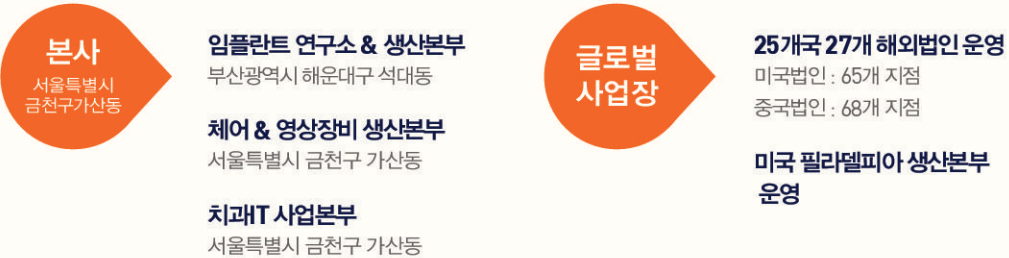 본사
서울특별시
금천구가산동
임플란트 연구소 & 생산본부
부산광역시 해운대구 석대동
체어 & 영상장비 생산본부
서울특별시 금천구 가산동
치과IT 사업본부
서울특별시 금천구 가산동
글로벌
사업장
25개국 27개 해외법인 운영
미국법인 : 65개 지점
중국법인 : 68개 지점
미국 필라델피아 생산본부
운영